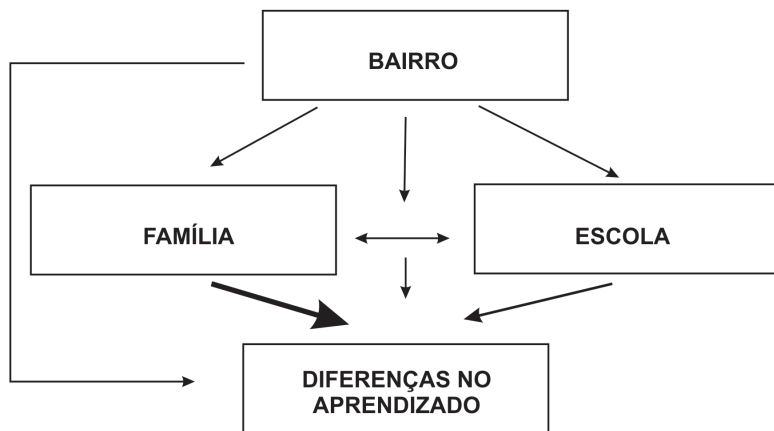 BAIRRO
FAMÍLIA
ESCOLA
DIFERENÇAS NO
APRENDIZADO